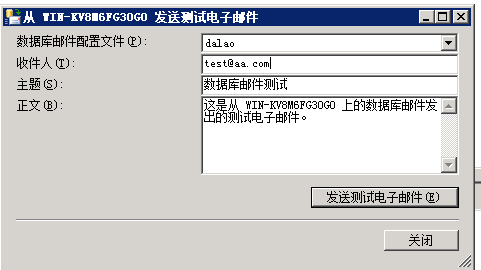 从 WIN-KV8M6FG3OGO 发送测试电子邮件
数据库邮件配置文件(P):
dalao
收件人(T):
test@aa.com
主题(S):
数据库邮件测试
正文(B):
这是从 WIN-KV8M6FG3OGO 上的数据库邮件发
出的测试电子邮件。
发送测试电子邮件(E)
关闭